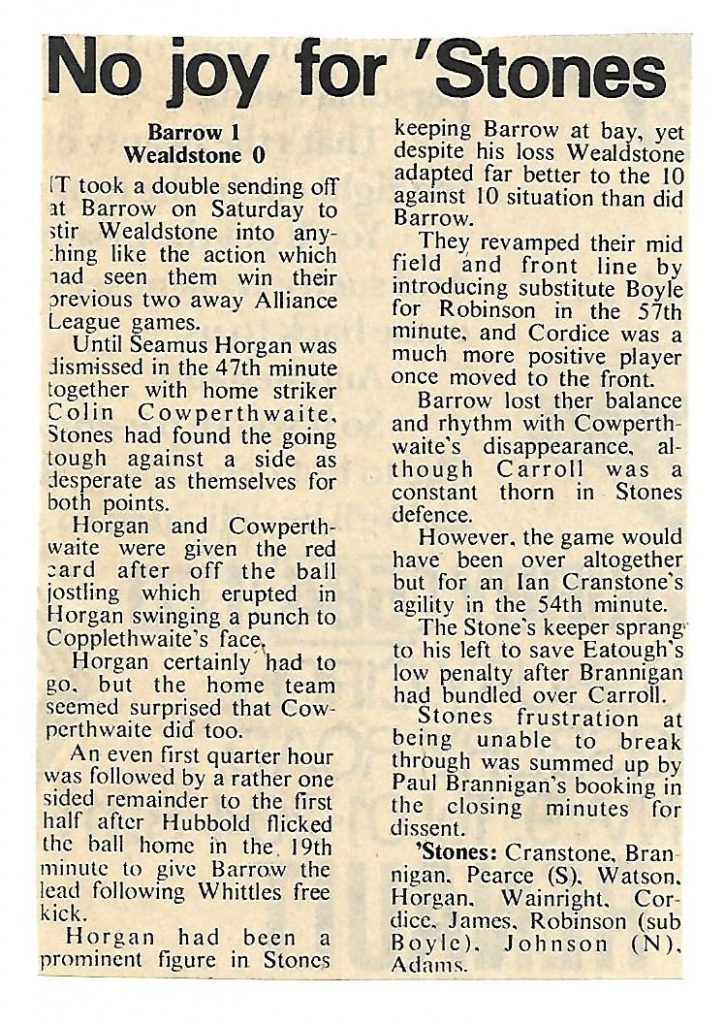 No joy for 'Stones
Barrow 1
Wealdstone 0
IT took a double sending off
at Barrow on Saturday to
stir Wealdstone into any-
thing like the action which
had seen them win their
previous two away Alliance
League games.
Until Seamus Horgan was
dismissed in the 47th minute
together with home striker
Colin Cowperthwaite,
Stones had found the going
tough against a side as
desperate as themselves for
both points.
Horgan and Cowperth-
waite were given the red
card after off the ball
jostling which erupted in
Horgan swinging a punch to
Copplethwaite's face.
Horgan certainly had to
go, but the home team
seemed surprised that Cow-
perthwaite did too.
An even first quarter hour
was followed by a rather one
sided remainder to the first
half after Hubbold flicked
the ball home in the 19th
minute to give Barrow the
lead following Whittles free
kick.
Horgan had been a
prominent figure in Stones
keeping Barrow at bay, yet
despite his loss Wealdstone
adapted far better to the 10
against 10 situation than did
Barrow.
They revamped their mid
field and front line by
introducing substitute Boyle
for Robinson in the 57th
minute, and Cordice was a
much more positive player
once moved to the front.
Barrow lost ther balance
and rhythm with Cowperth-
waite's disappearance, al-
though Carroll was a
constant thorn in Stones
defence.
However, the game would
have been over altogether
but for an Ian Cranstone's
agility in the 54th minute.
The Stone's keeper sprang
to his left to save Eatough's
low penalty after Brannigan
had bundled over Carroll.
Stones frustration at
being unable to break
through was summed up by
Paul Brannigan's booking in
the closing minutes for
dissent.
'Stones: Cranstone, Bran-
nigan, Pearce (S), Watson,
Horgan, Wainright, Cor-
dice, James, Robinson (sub
Boyle), Johnson (N),
Adams.